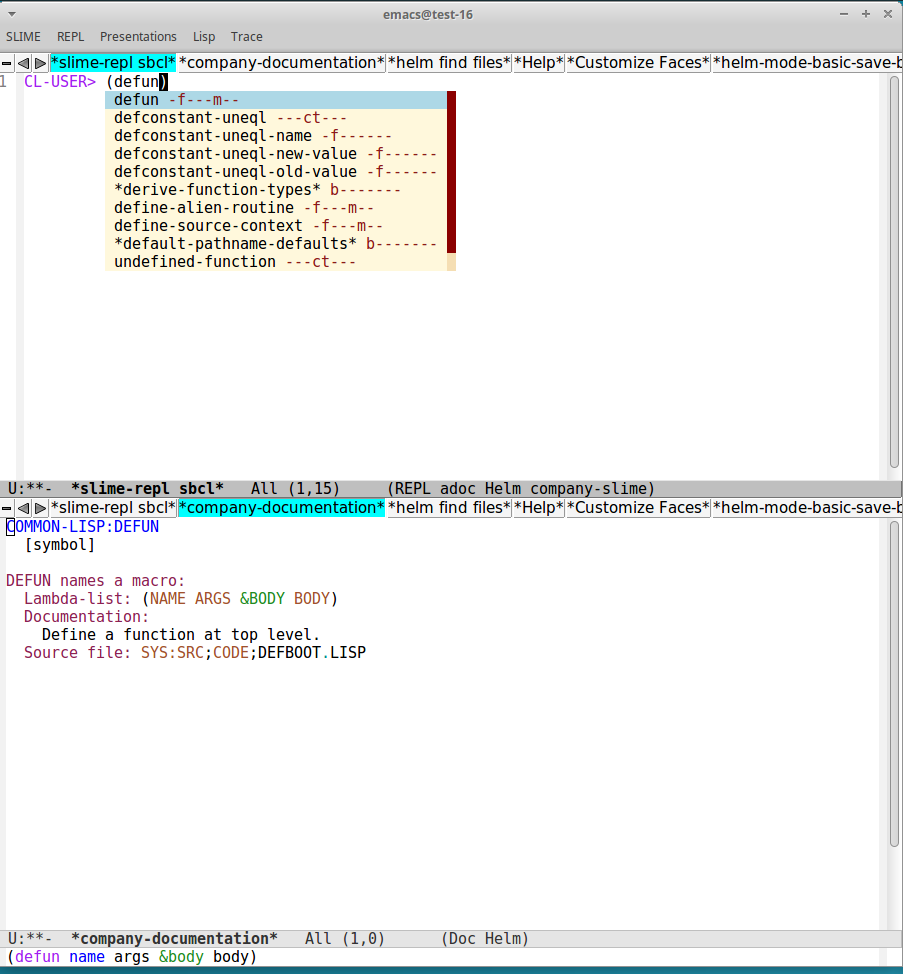 emacs@test-16
SLIME REPL Presentations Lisp Trace
*slime-repl sbcl* *company-documentation* *helm find files* *Help* *Customize Faces* *helm-mode-basic-save-b
1 CL-USER> (defun)
defun -f---m--
defconstant-uneql ---ct---
defconstant-uneql-name -f------
defconstant-uneql-new-value -f------
defconstant-uneql-old-value -f------
*derive-function-types* b-------
define-alien-routine -f---m--
define-source-context -f---m--
*default-pathname-defaults* b-------
undefined-function ---ct---
U:**- *slime-repl sbcl* All (1,15) (REPL adoc Helm company-slime)
*slime-repl sbcl* *company-documentation* *helm find files* *Help* *Customize Faces* *helm-mode-basic-save-b
COMMON-LISP:DEFUN
[symbol]
DEFUN names a macro:
Lambda-list: (NAME ARGS &BODY BODY)
Documentation:
Define a function at top level.
Source file: SYS:SRC;CODE;DEFBOOT.LISP
U:**- *company-documentation* All (1,0) (Doc Helm)
(defun name args &body body)